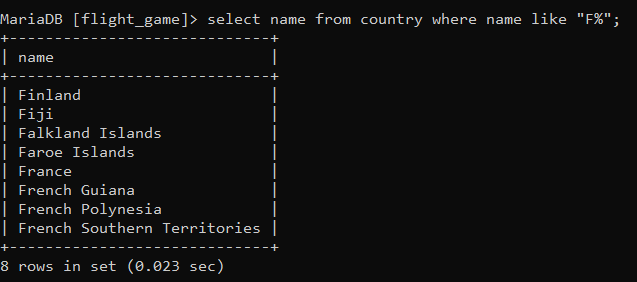 MariaDB [flight_game]> select name from country where name like "F%";
+----------------------------+
| name                       |
+----------------------------+
| Finland                    |
| Fiji                       |
| Falkland Islands           |
| Faroe Islands              |
| France                     |
| French Guiana              |
| French Polynesia           |
| French Southern Territories |
+----------------------------+
8 rows in set (0.023 sec)